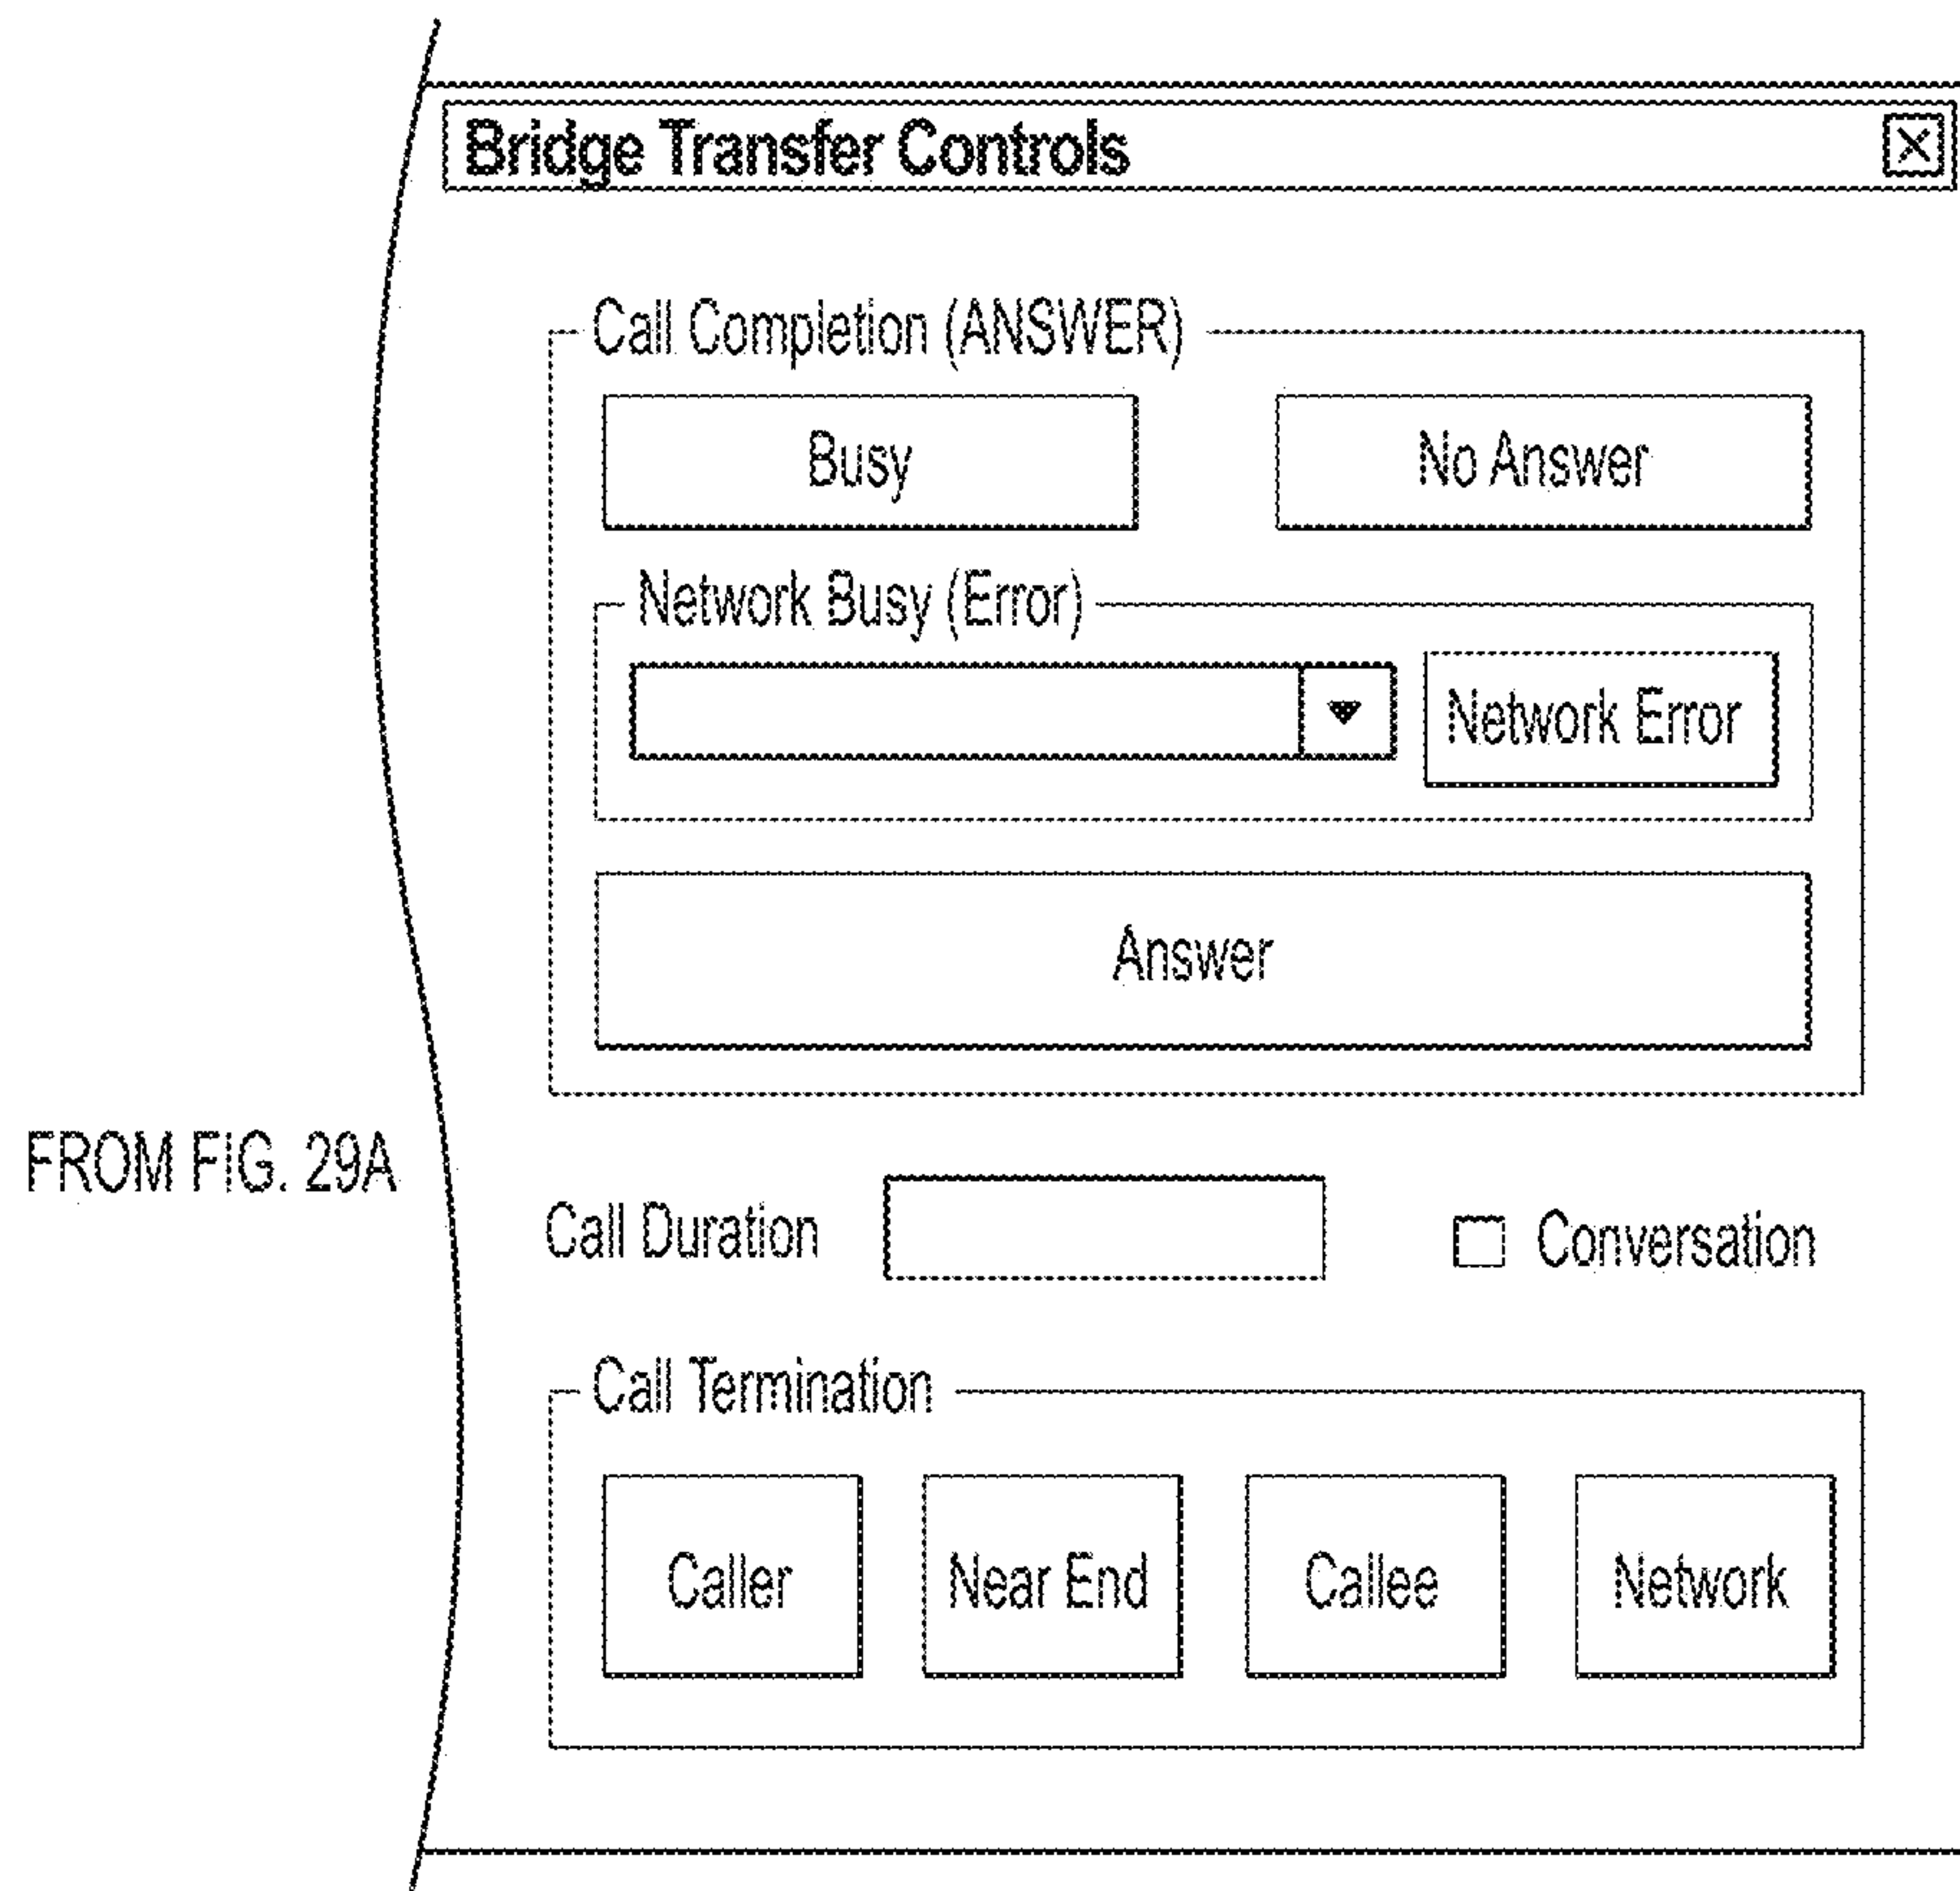 Bridge Transfer Controls
Call Completion (ANSWER)
Busy
No Answer
Network Busy (Error)
Network Error
Answer
FROM FIG. 29A
Call Duration
Conversation
Call Termination
Caller
Near End
Callee
Network